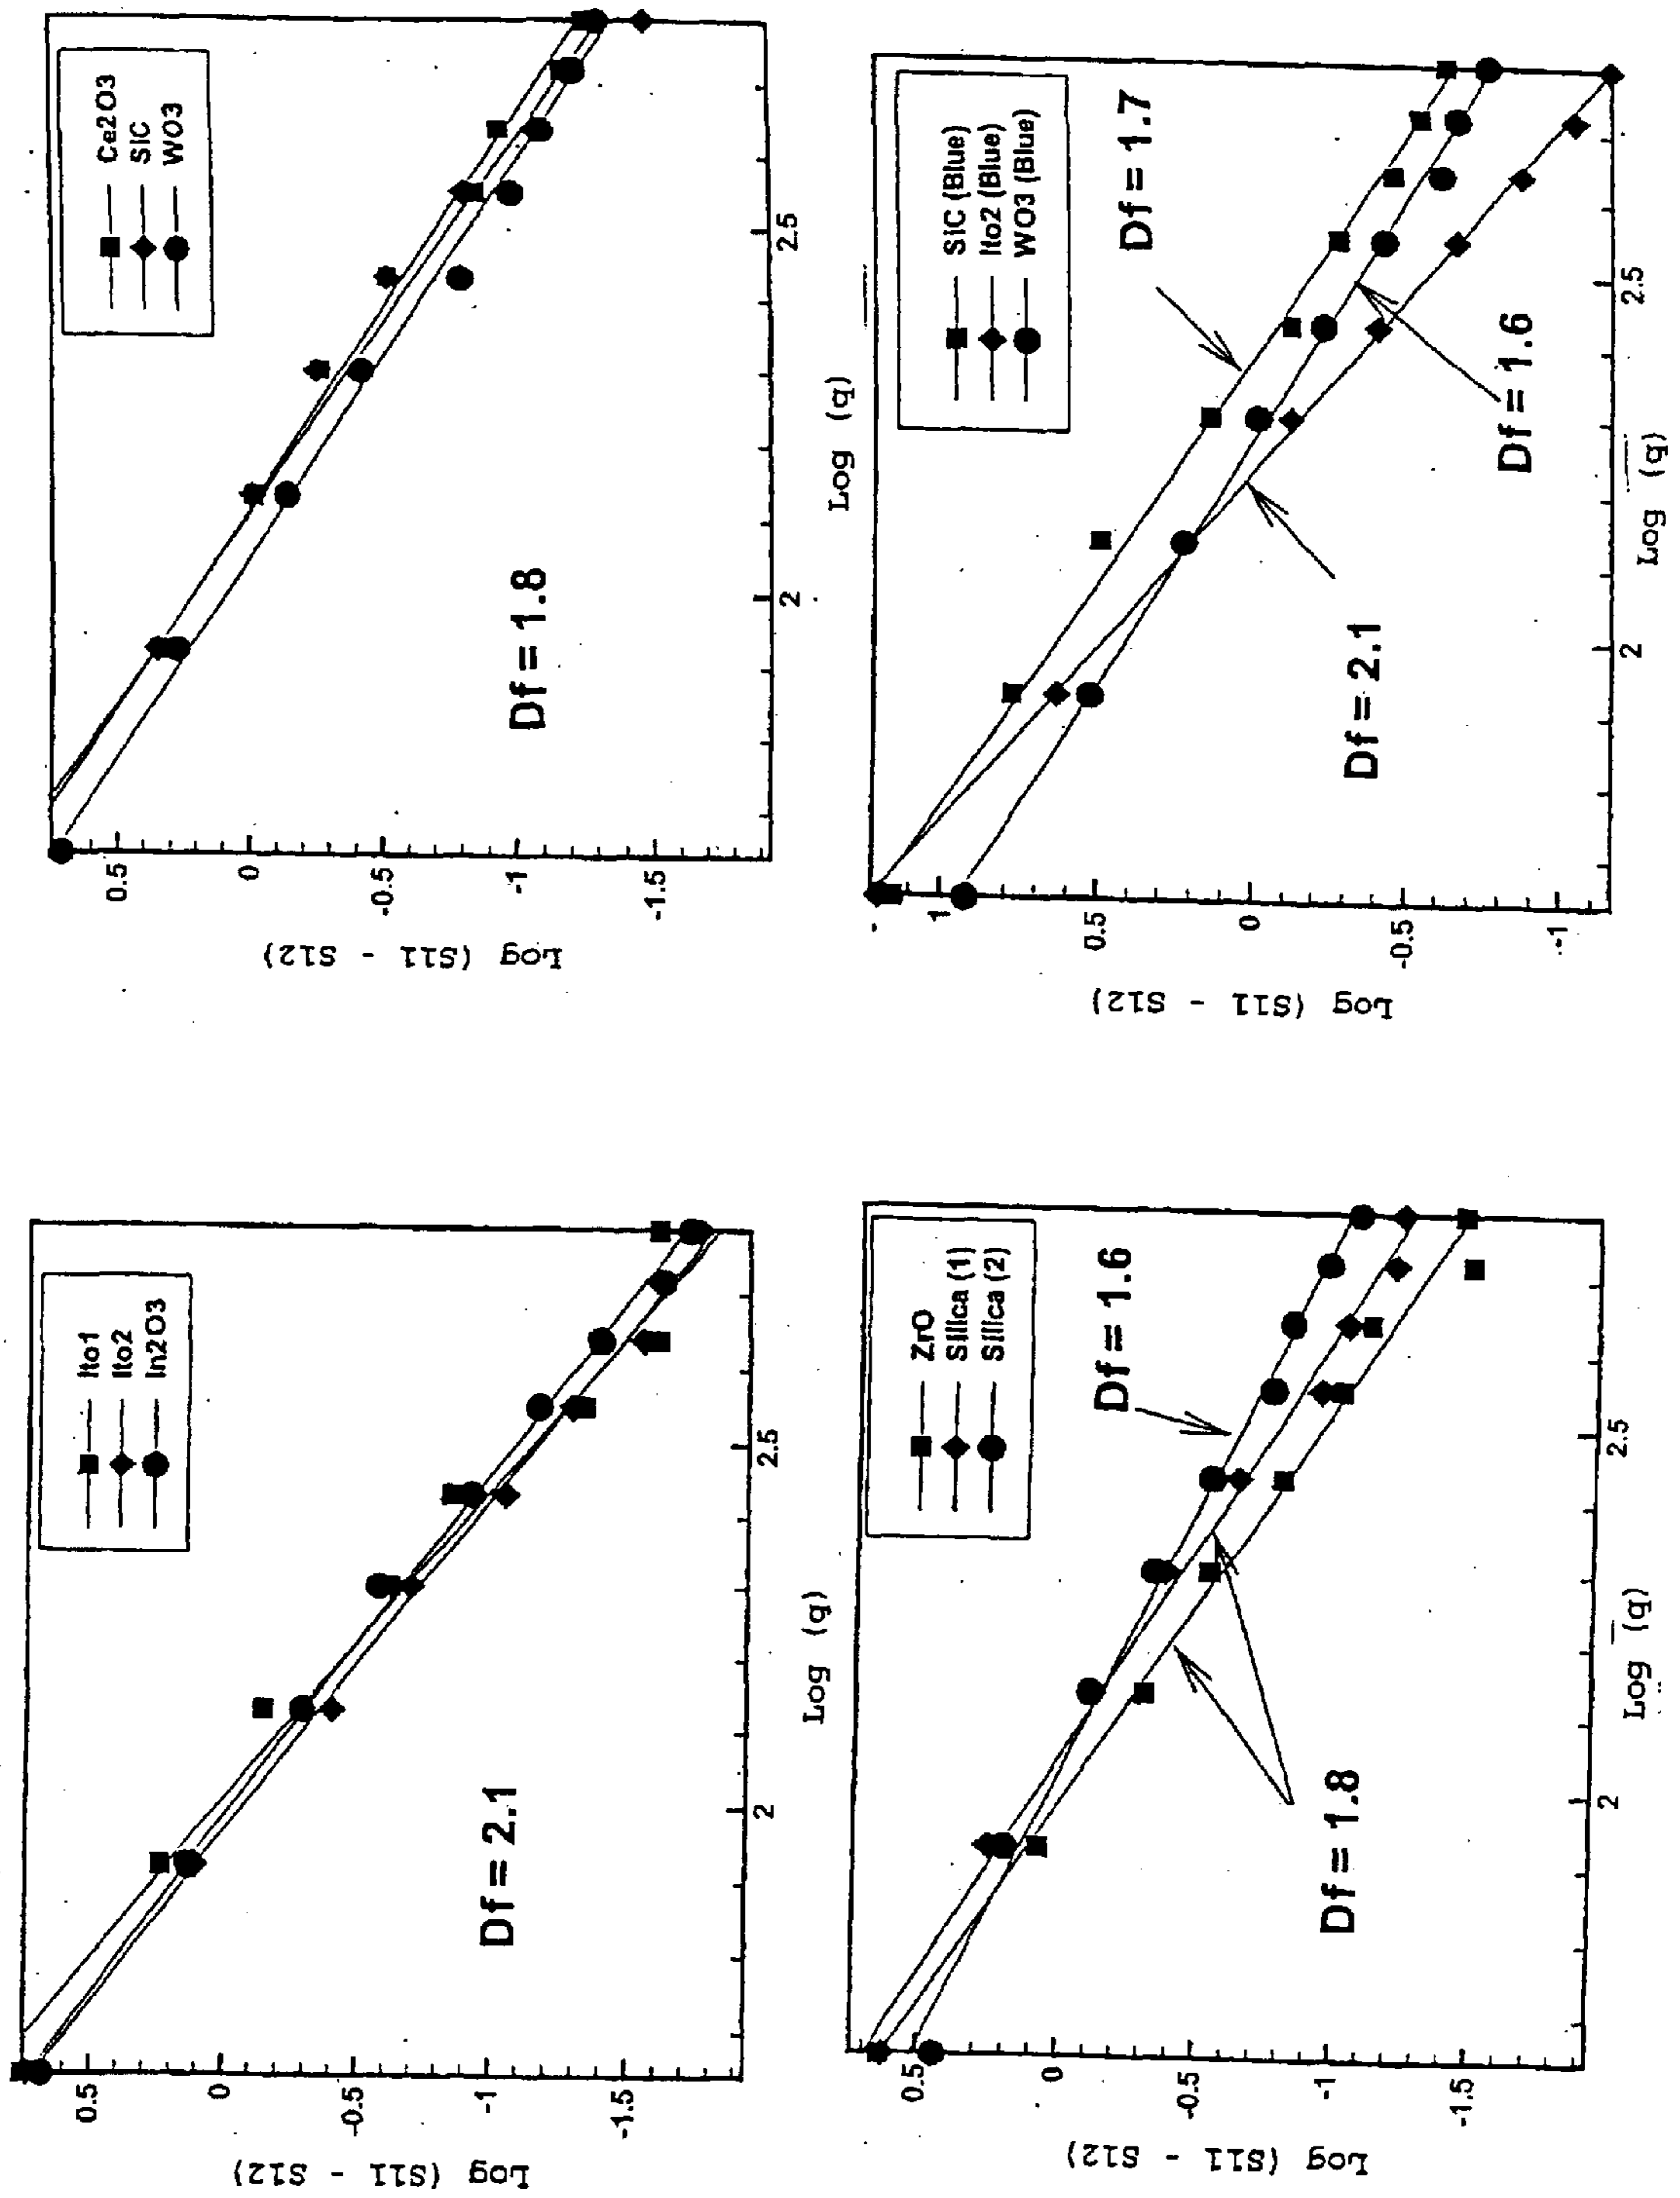 Log (S11 - S12)
0.5
0
-0.5
-1
-1.5
Ito1
Ito2
In2O3
Df = 2.1
2
2.5
Log (q)
Log (S11 - S12)
0.5
0
-0.5
-1
-1.5
Ce2O3
SiC
WO3
Df = 1.8
2
2.5
Log (q)
Log (S11 - S12)
0.5
0
-0.5
-1
-1.5
ZrO
Silica (1)
Silica (2)
Df = 1.6
Df = 1.8
2
2.5
Log (q)
Log (S11 - S12)
1
0.5
0
-0.5
-1
SiC (Blue)
Ito2 (Blue)
WO3 (Blue)
Df = 1.7
Df = 2.1
Df = 1.6
2
2.5
Log (q)